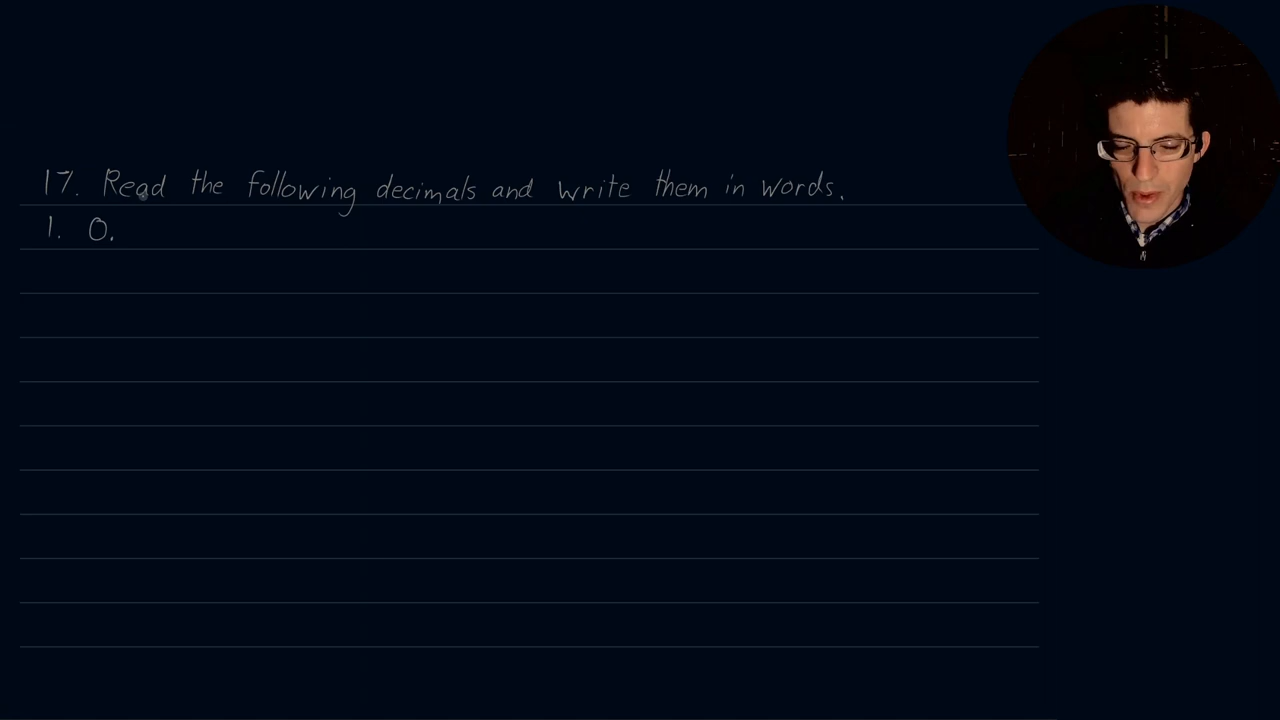 17. Read the following decimals and write them in words.
1. 0.